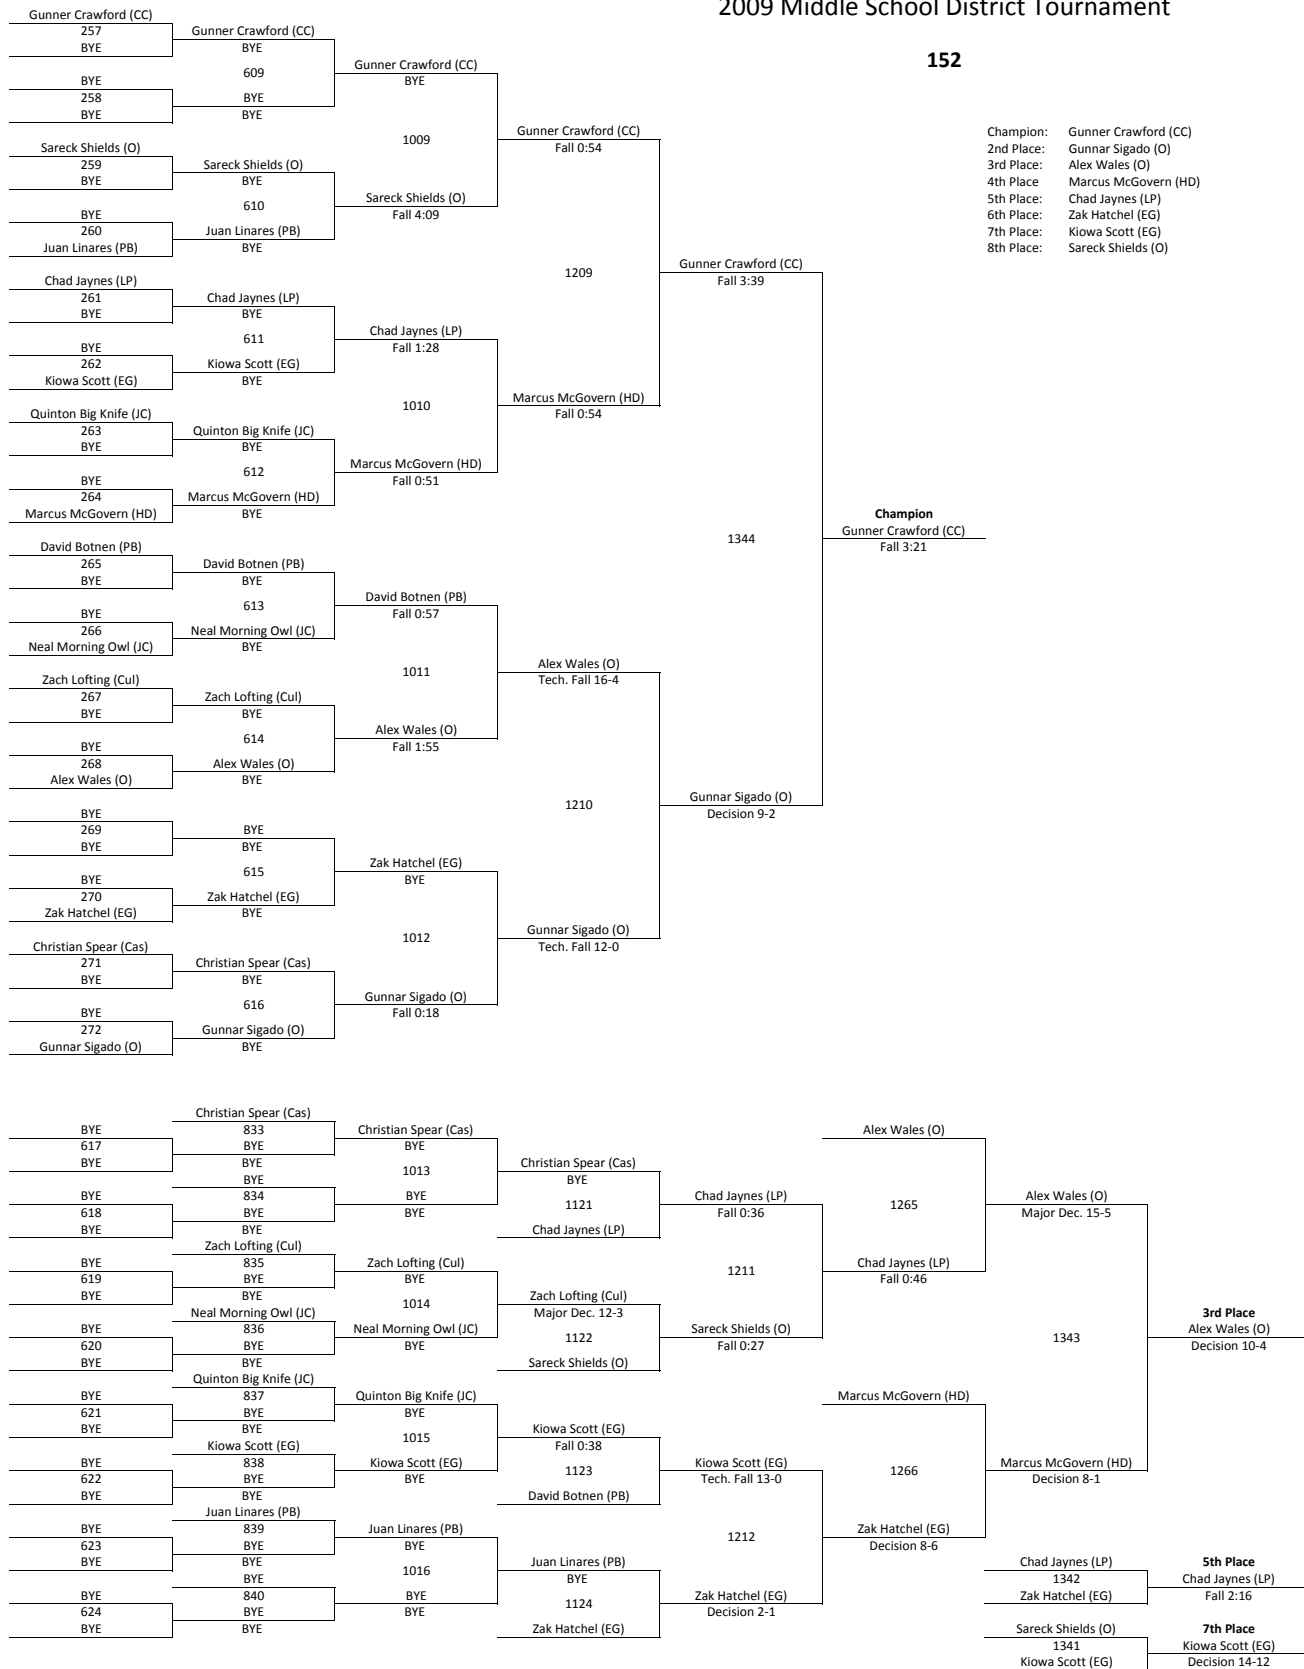 2009 Middle School District Tournament
152
Champion: Gunner Crawford (CC)
2nd Place: Gunnar Sigado (O)
3rd Place: Alex Wales (O)
4th Place Marcus McGovern (HD)
5th Place: Chad Jaynes (LP)
6th Place: Zak Hatchel (EG)
7th Place: Kiowa Scott (EG)
8th Place: Sareck Shields (O)
Gunner Crawford (CC)
257
BYE
BYE
258
BYE
Sareck Shields (O)
259
BYE
BYE
260
Juan Linares (PB)
Chad Jaynes (LP)
261
BYE
BYE
262
Kiowa Scott (EG)
Quinton Big Knife (JC)
263
BYE
BYE
264
Marcus McGovern (HD)
David Botnen (PB)
265
BYE
BYE
266
Neal Morning Owl (JC)
Zach Lofting (Cul)
267
BYE
BYE
268
Alex Wales (O)
BYE
269
BYE
BYE
270
Zak Hatchel (EG)
Christian Spear (Cas)
271
BYE
BYE
272
Gunnar Sigado (O)
Gunner Crawford (CC)
BYE
609
BYE
BYE
Sareck Shields (O)
BYE
610
Juan Linares (PB)
BYE
Chad Jaynes (LP)
BYE
611
Kiowa Scott (EG)
BYE
Quinton Big Knife (JC)
BYE
612
Marcus McGovern (HD)
BYE
David Botnen (PB)
BYE
613
Neal Morning Owl (JC)
BYE
Zach Lofting (Cul)
BYE
614
Alex Wales (O)
BYE
BYE
BYE
615
Zak Hatchel (EG)
BYE
Christian Spear (Cas)
BYE
616
Gunnar Sigado (O)
BYE
Gunner Crawford (CC)
BYE
1009
Sareck Shields (O)
Fall 4:09
Chad Jaynes (LP)
Fall 1:28
1010
Marcus McGovern (HD)
Fall 0:51
David Botnen (PB)
Fall 0:57
1011
Alex Wales (O)
Fall 1:55
Zak Hatchel (EG)
BYE
1012
Gunnar Sigado (O)
Fall 0:18
Gunner Crawford (CC)
Fall 0:54
1209
Marcus McGovern (HD)
Fall 0:54
Alex Wales (O)
Tech. Fall 16-4
1210
Gunnar Sigado (O)
Tech. Fall 12-0
Gunner Crawford (CC)
Fall 3:39
1344
Gunnar Sigado (O)
Decision 9-2
Champion
Gunner Crawford (CC)
Fall 3:21
BYE
617
BYE
BYE
618
BYE
BYE
619
BYE
BYE
620
BYE
BYE
621
BYE
BYE
622
BYE
BYE
623
BYE
BYE
624
BYE
Christian Spear (Cas)
833
BYE
BYE
BYE
834
BYE
BYE
Zach Lofting (Cul)
835
BYE
BYE
Neal Morning Owl (JC)
836
BYE
BYE
Quinton Big Knife (JC)
837
BYE
BYE
Kiowa Scott (EG)
838
BYE
BYE
Juan Linares (PB)
839
BYE
BYE
BYE
840
BYE
BYE
Christian Spear (Cas)
BYE
1013
BYE
BYE
Zach Lofting (Cul)
BYE
1014
Neal Morning Owl (JC)
BYE
Quinton Big Knife (JC)
BYE
1015
Kiowa Scott (EG)
BYE
Juan Linares (PB)
BYE
1016
BYE
BYE
Christian Spear (Cas)
BYE
1121
Chad Jaynes (LP)
Zach Lofting (Cul)
Major Dec. 12-3
1122
Sareck Shields (O)
Kiowa Scott (EG)
Fall 0:38
1123
David Botnen (PB)
Juan Linares (PB)
BYE
1124
Zak Hatchel (EG)
Chad Jaynes (LP)
Fall 0:36
1211
Sareck Shields (O)
Fall 0:27
Kiowa Scott (EG)
Tech. Fall 13-0
1212
Zak Hatchel (EG)
Decision 2-1
Alex Wales (O)
1265
Chad Jaynes (LP)
Fall 0:46
Marcus McGovern (HD)
1266
Zak Hatchel (EG)
Decision 8-6
Alex Wales (O)
Major Dec. 15-5
1343
Marcus McGovern (HD)
Decision 8-1
3rd Place
Alex Wales (O)
Decision 10-4
Chad Jaynes (LP)
1342
Zak Hatchel (EG)
5th Place
Chad Jaynes (LP)
Fall 2:16
Sareck Shields (O)
1341
Kiowa Scott (EG)
7th Place
Kiowa Scott (EG)
Decision 14-12